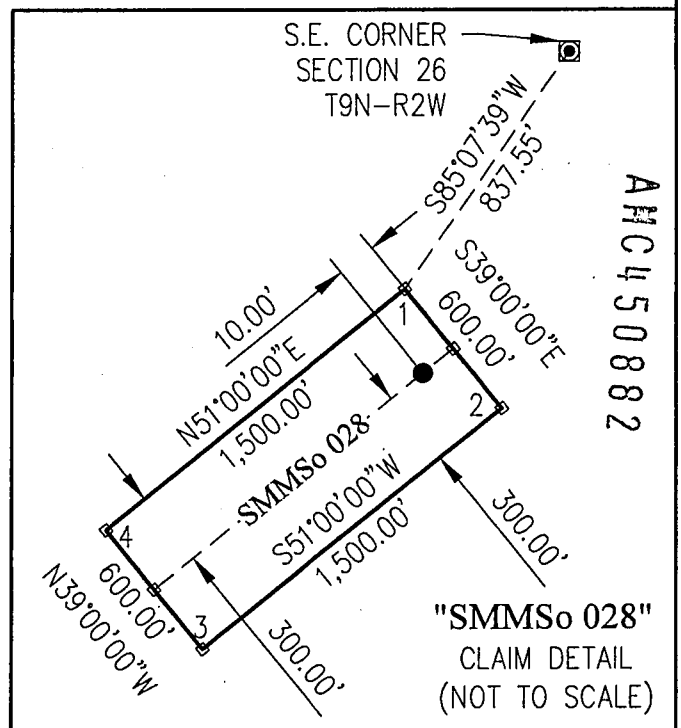 S.E. CORNER
SECTION 26
T9N-R2W
S85°07'39"W
837.55'
AMC450882
10.00'
1
S39°00'00"E
600.00'
N51°00'00"E
1,500.00'
2
SMMSo 028
S51°00'00"W
1,500.00'
4
600.00'
N39°00'00"W
3
300.00'
300.00'
"SMMSo 028"
CLAIM DETAIL
(NOT TO SCALE)